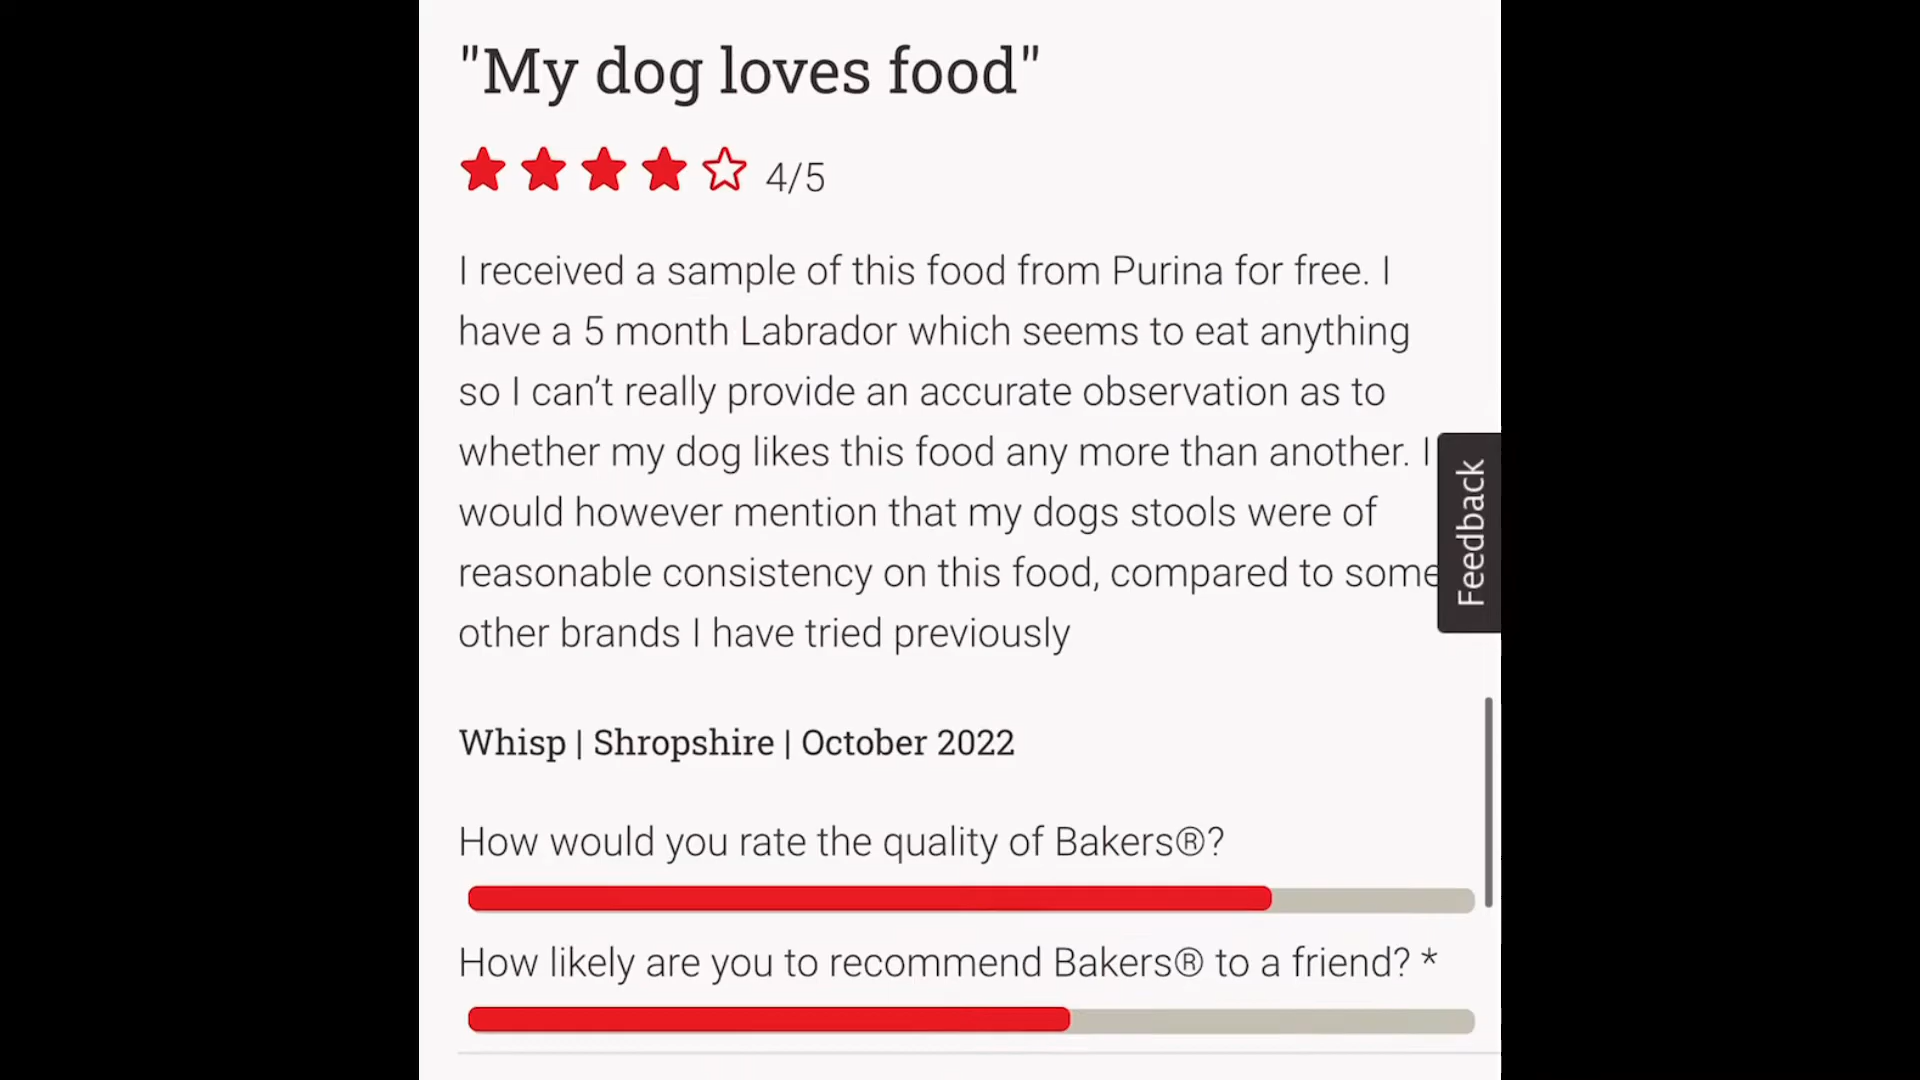 "My dog loves food"
4/5
I received a sample of this food from Purina for free. I
have a 5 month Labrador which seems to eat anything
so I can’t really provide an accurate observation as to
whether my dog likes this food any more than another. I
would however mention that my dogs stools were of
reasonable consistency on this food, compared to some
other brands I have tried previously
Feedback
Whisp | Shropshire | October 2022
How would you rate the quality of Bakers®?
How likely are you to recommend Bakers® to a friend? *